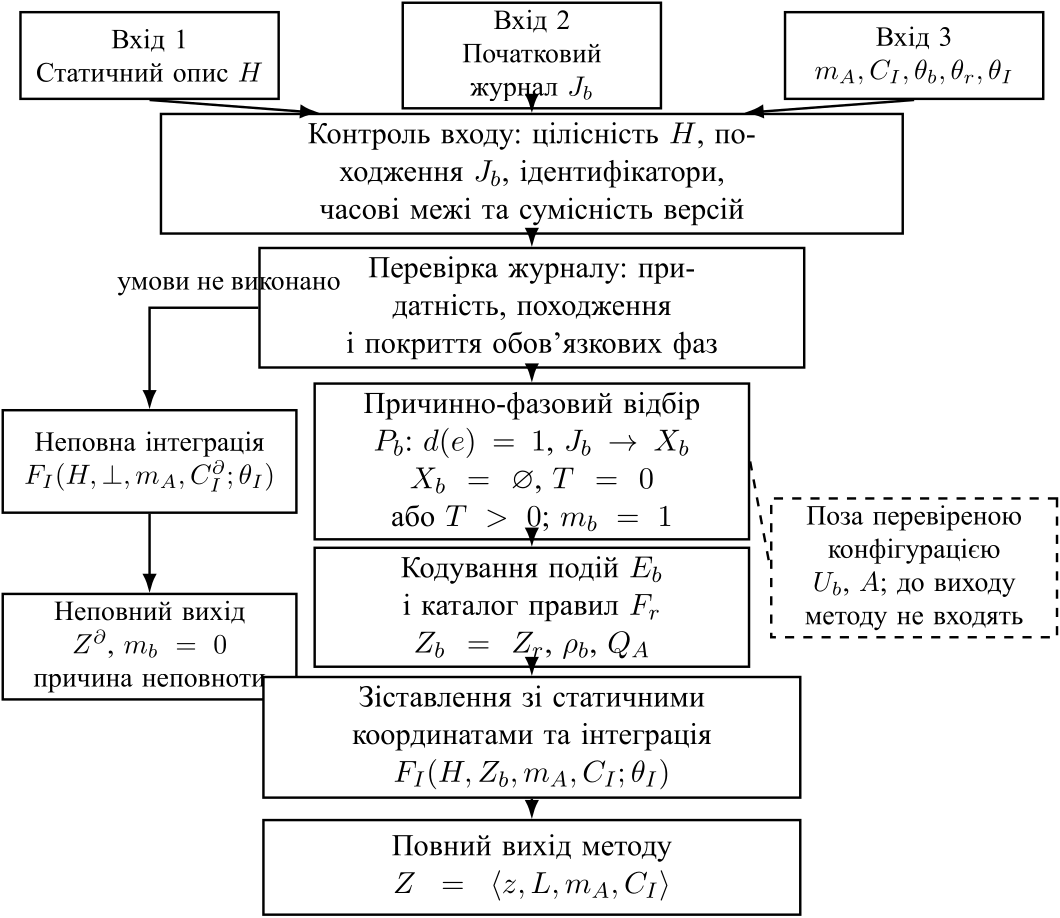 Вхід 1
Статичний опис H
Вхід 2
Початковий
журнал J_b
Вхід 3
m_A, C_I, θ_b, θ_r, θ_I
Контроль входу: цілісність H, по-
ходження J_b, ідентифікатори,
часові межі та сумісність версій
умови не виконано
Перевірка журналу: при-
датність, походження
і покриття обов’язкових фаз
Неповна інтеграція
F_I(H, ⊥, m_A, C_I^∂; θ_I)
Неповний вихід
Z^∂, m_b = 0
причина неповноти
Причинно-фазовий відбір
P_b: d(e) = 1, J_b → X_b
X_b = ∅, T = 0
або T > 0; m_b = 1
Поза перевіреною
конфігурацією
U_b, A; до виходу
методу не входять
Кодування подій E_b
і каталог правил F_r
Z_b = Z_r, ρ_b, Q_A
Зіставлення зі статичними
координатами та інтеграція
F_I(H, Z_b, m_A, C_I; θ_I)
Повний вихід методу
Z = ⟨z, L, m_A, C_I⟩